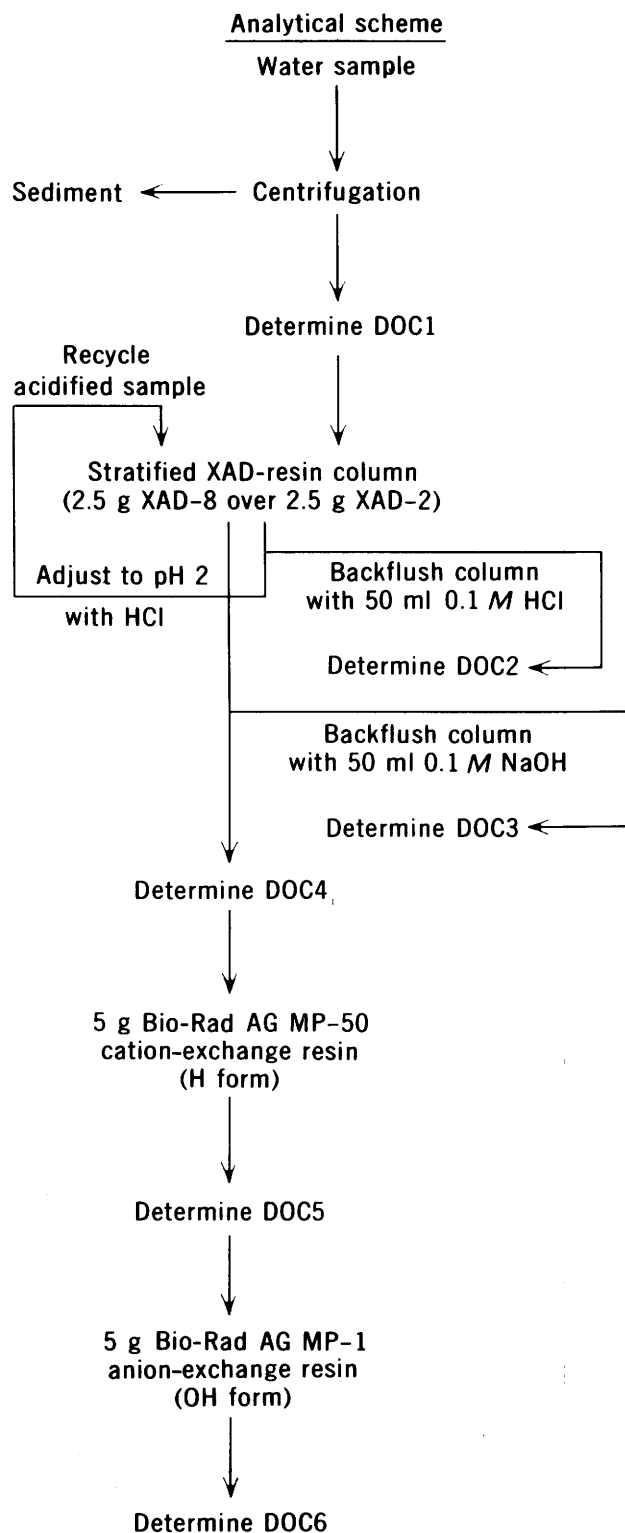 Analytical scheme
Water sample
Sediment
Centrifugation
Determine DOC1
Recycle
acidified sample
Stratified XAD-resin column
(2.5 g XAD-8 over 2.5 g XAD-2)
Adjust to pH 2
with HCl
Backflush column
with 50 ml 0.1 M HCl
Determine DOC2
Backflush column
with 50 ml 0.1 M NaOH
Determine DOC3
Determine DOC4
5 g Bio-Rad AG MP-50
cation-exchange resin
(H form)
Determine DOC5
5 g Bio-Rad AG MP-1
anion-exchange resin
(OH form)
Determine DOC6